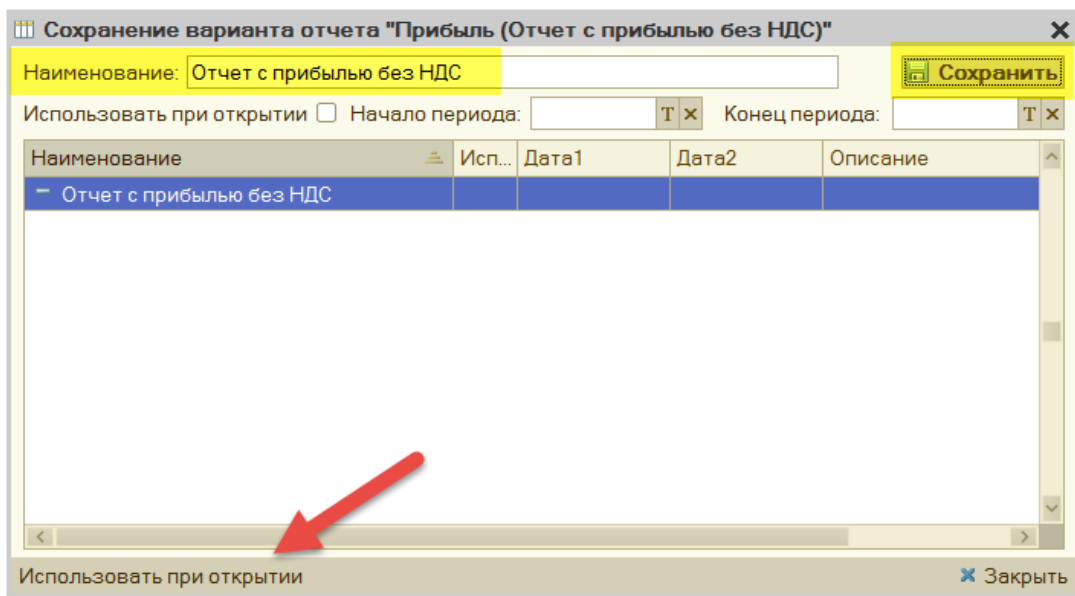 Сохранение варианта отчета "Прибыль (Отчет с прибылью без НДС)"
Наименование: Отчет с прибылью без НДС Сохранить
Использовать при открытии Начало периода: T Конец периода: T
Наименование Исп... Дата1 Дата2 Описание
Отчет с прибылью без НДС
Использовать при открытии Закрыть